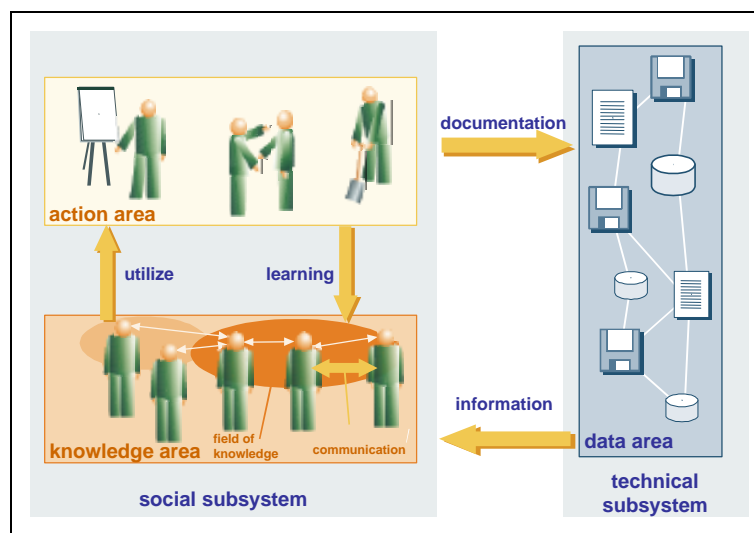 action area
utilize
learning
documentation
field of
knowledge
communication
knowledge area
information
data area
social subsystem
technical
subsystem